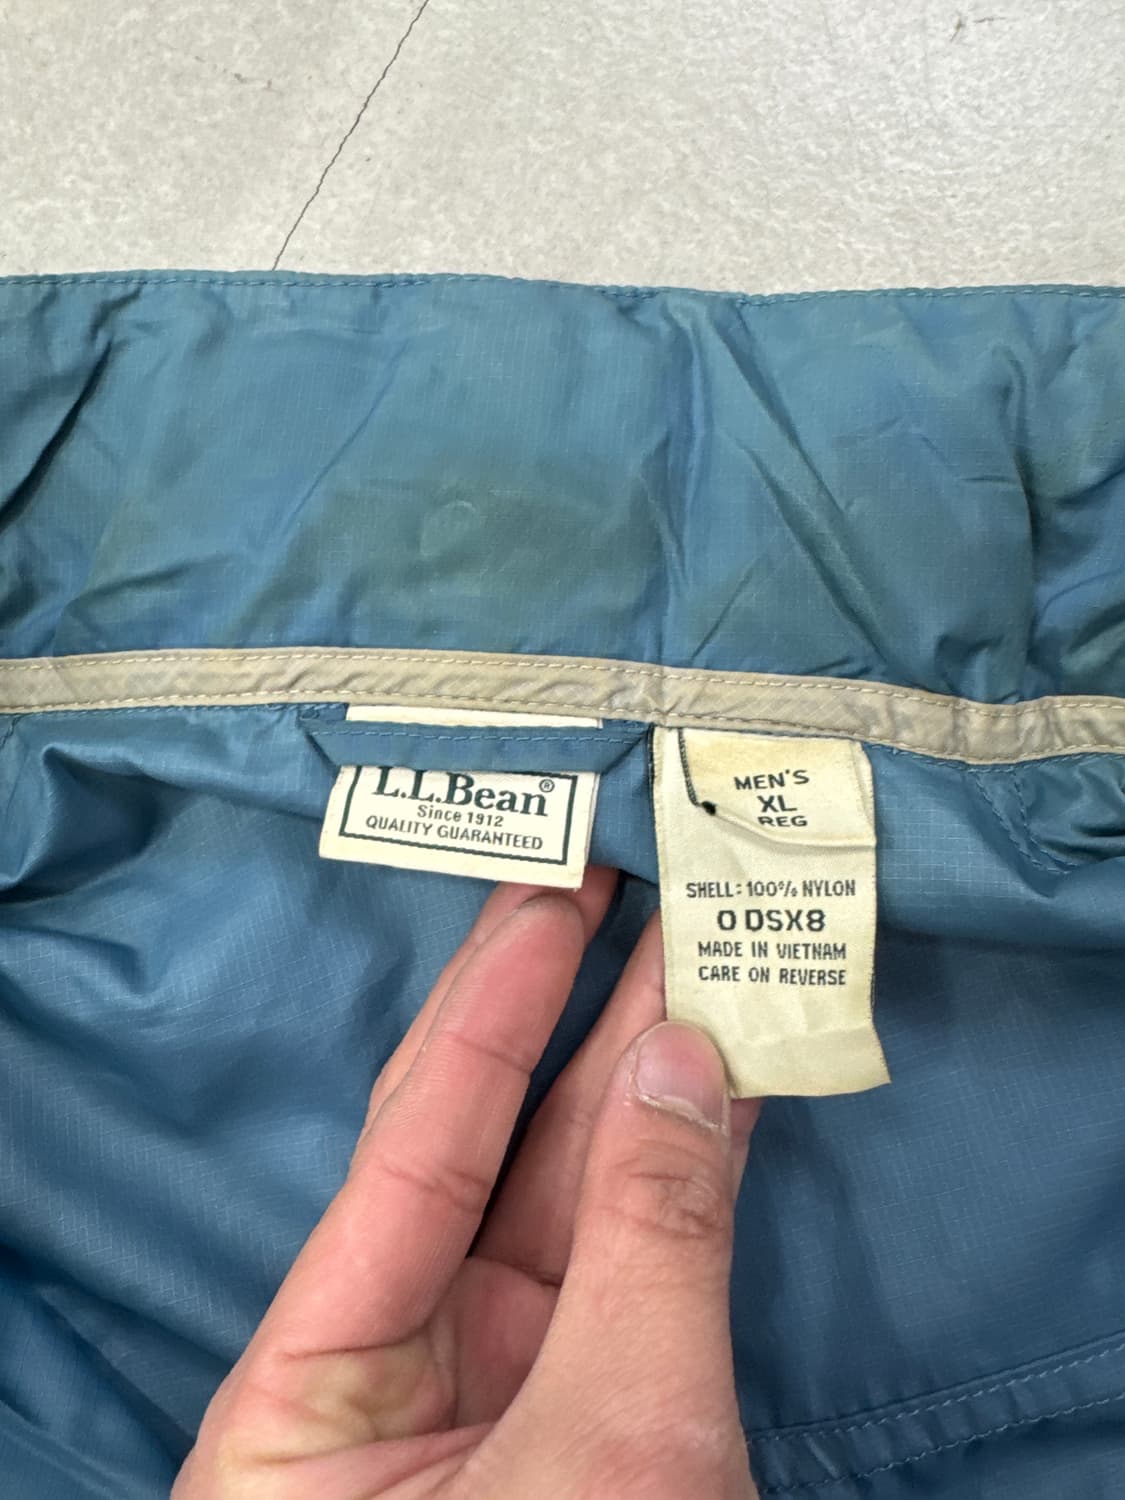 L.L.Bean®
Since 1912
QUALITY GUARANTEED
MEN'S
XL
REG
SHELL: 100% NYLON
0 DSX8
MADE IN VIETNAM
CARE ON REVERSE